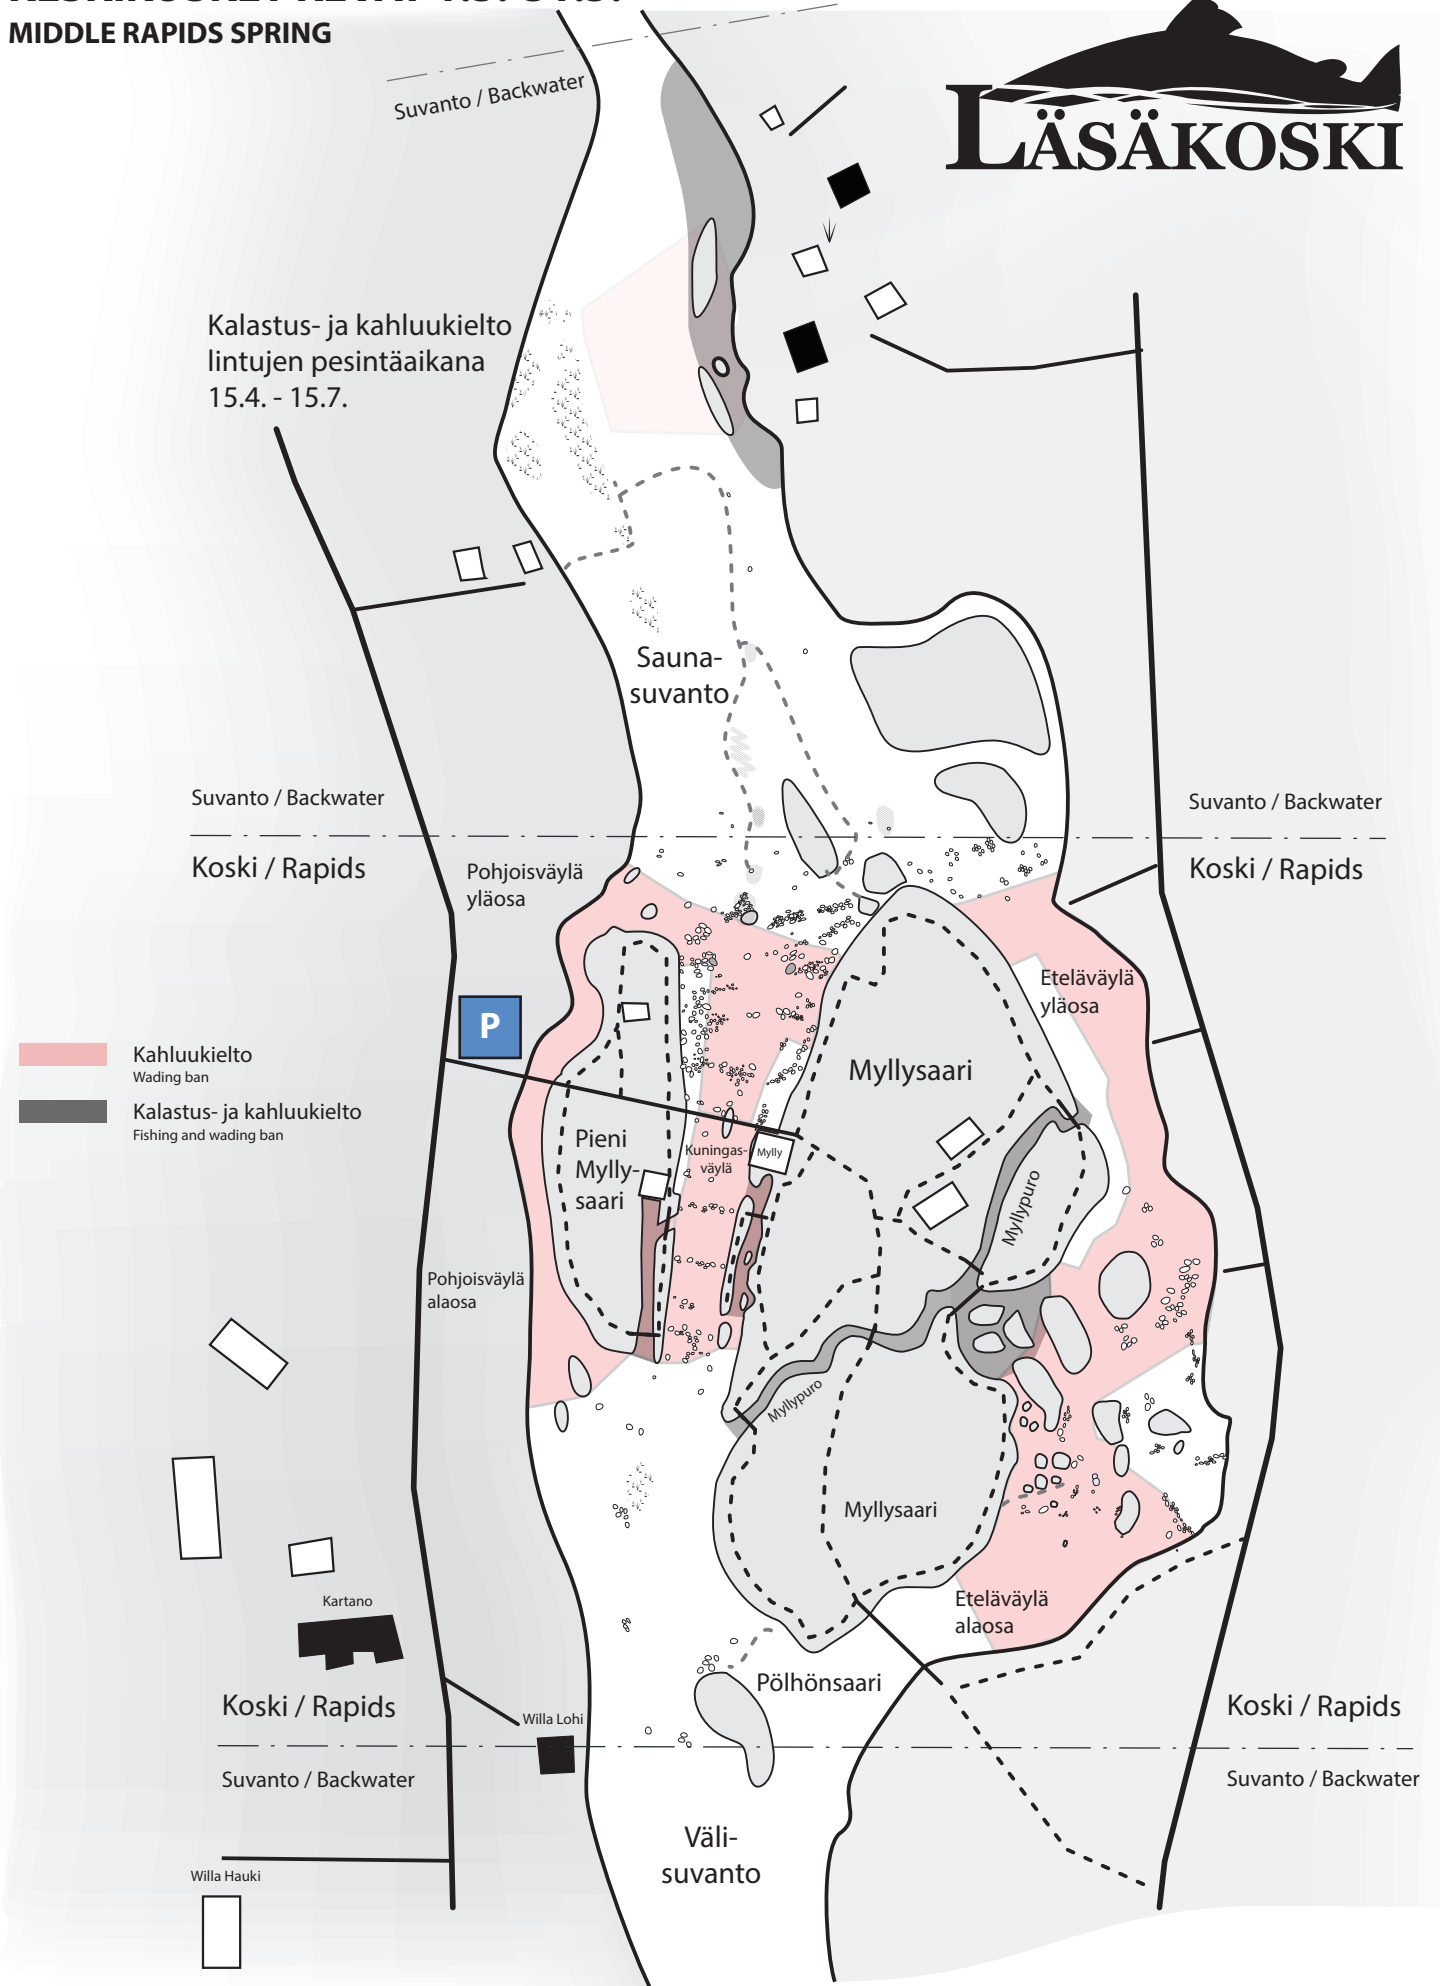 MIDDLE RAPIDS SPRING
LÄSÄKOSKI
Suvanto / Backwater
Kalastus- ja kahluukielto
lintujen pesintäaikana
15.4. - 15.7.
Sauna-
suvanto
Suvanto / Backwater
Suvanto / Backwater
Koski / Rapids
Koski / Rapids
Pohjoisväylä
yläosa
Eteläväylä
yläosa
P
Kahluukielto
Wading ban
Kalastus- ja kahluukielto
Fishing and wading ban
Myllysaari
Pieni
Mylly-
saari
Kuningas-
väylä
Mylly
Myllypuro
Pohjoisväylä
alaosa
Myllypuro
Myllysaari
Kartano
Eteläväylä
alaosa
Pölhönsaari
Koski / Rapids
Koski / Rapids
Willa Lohi
Suvanto / Backwater
Suvanto / Backwater
Väli-
suvanto
Willa Hauki